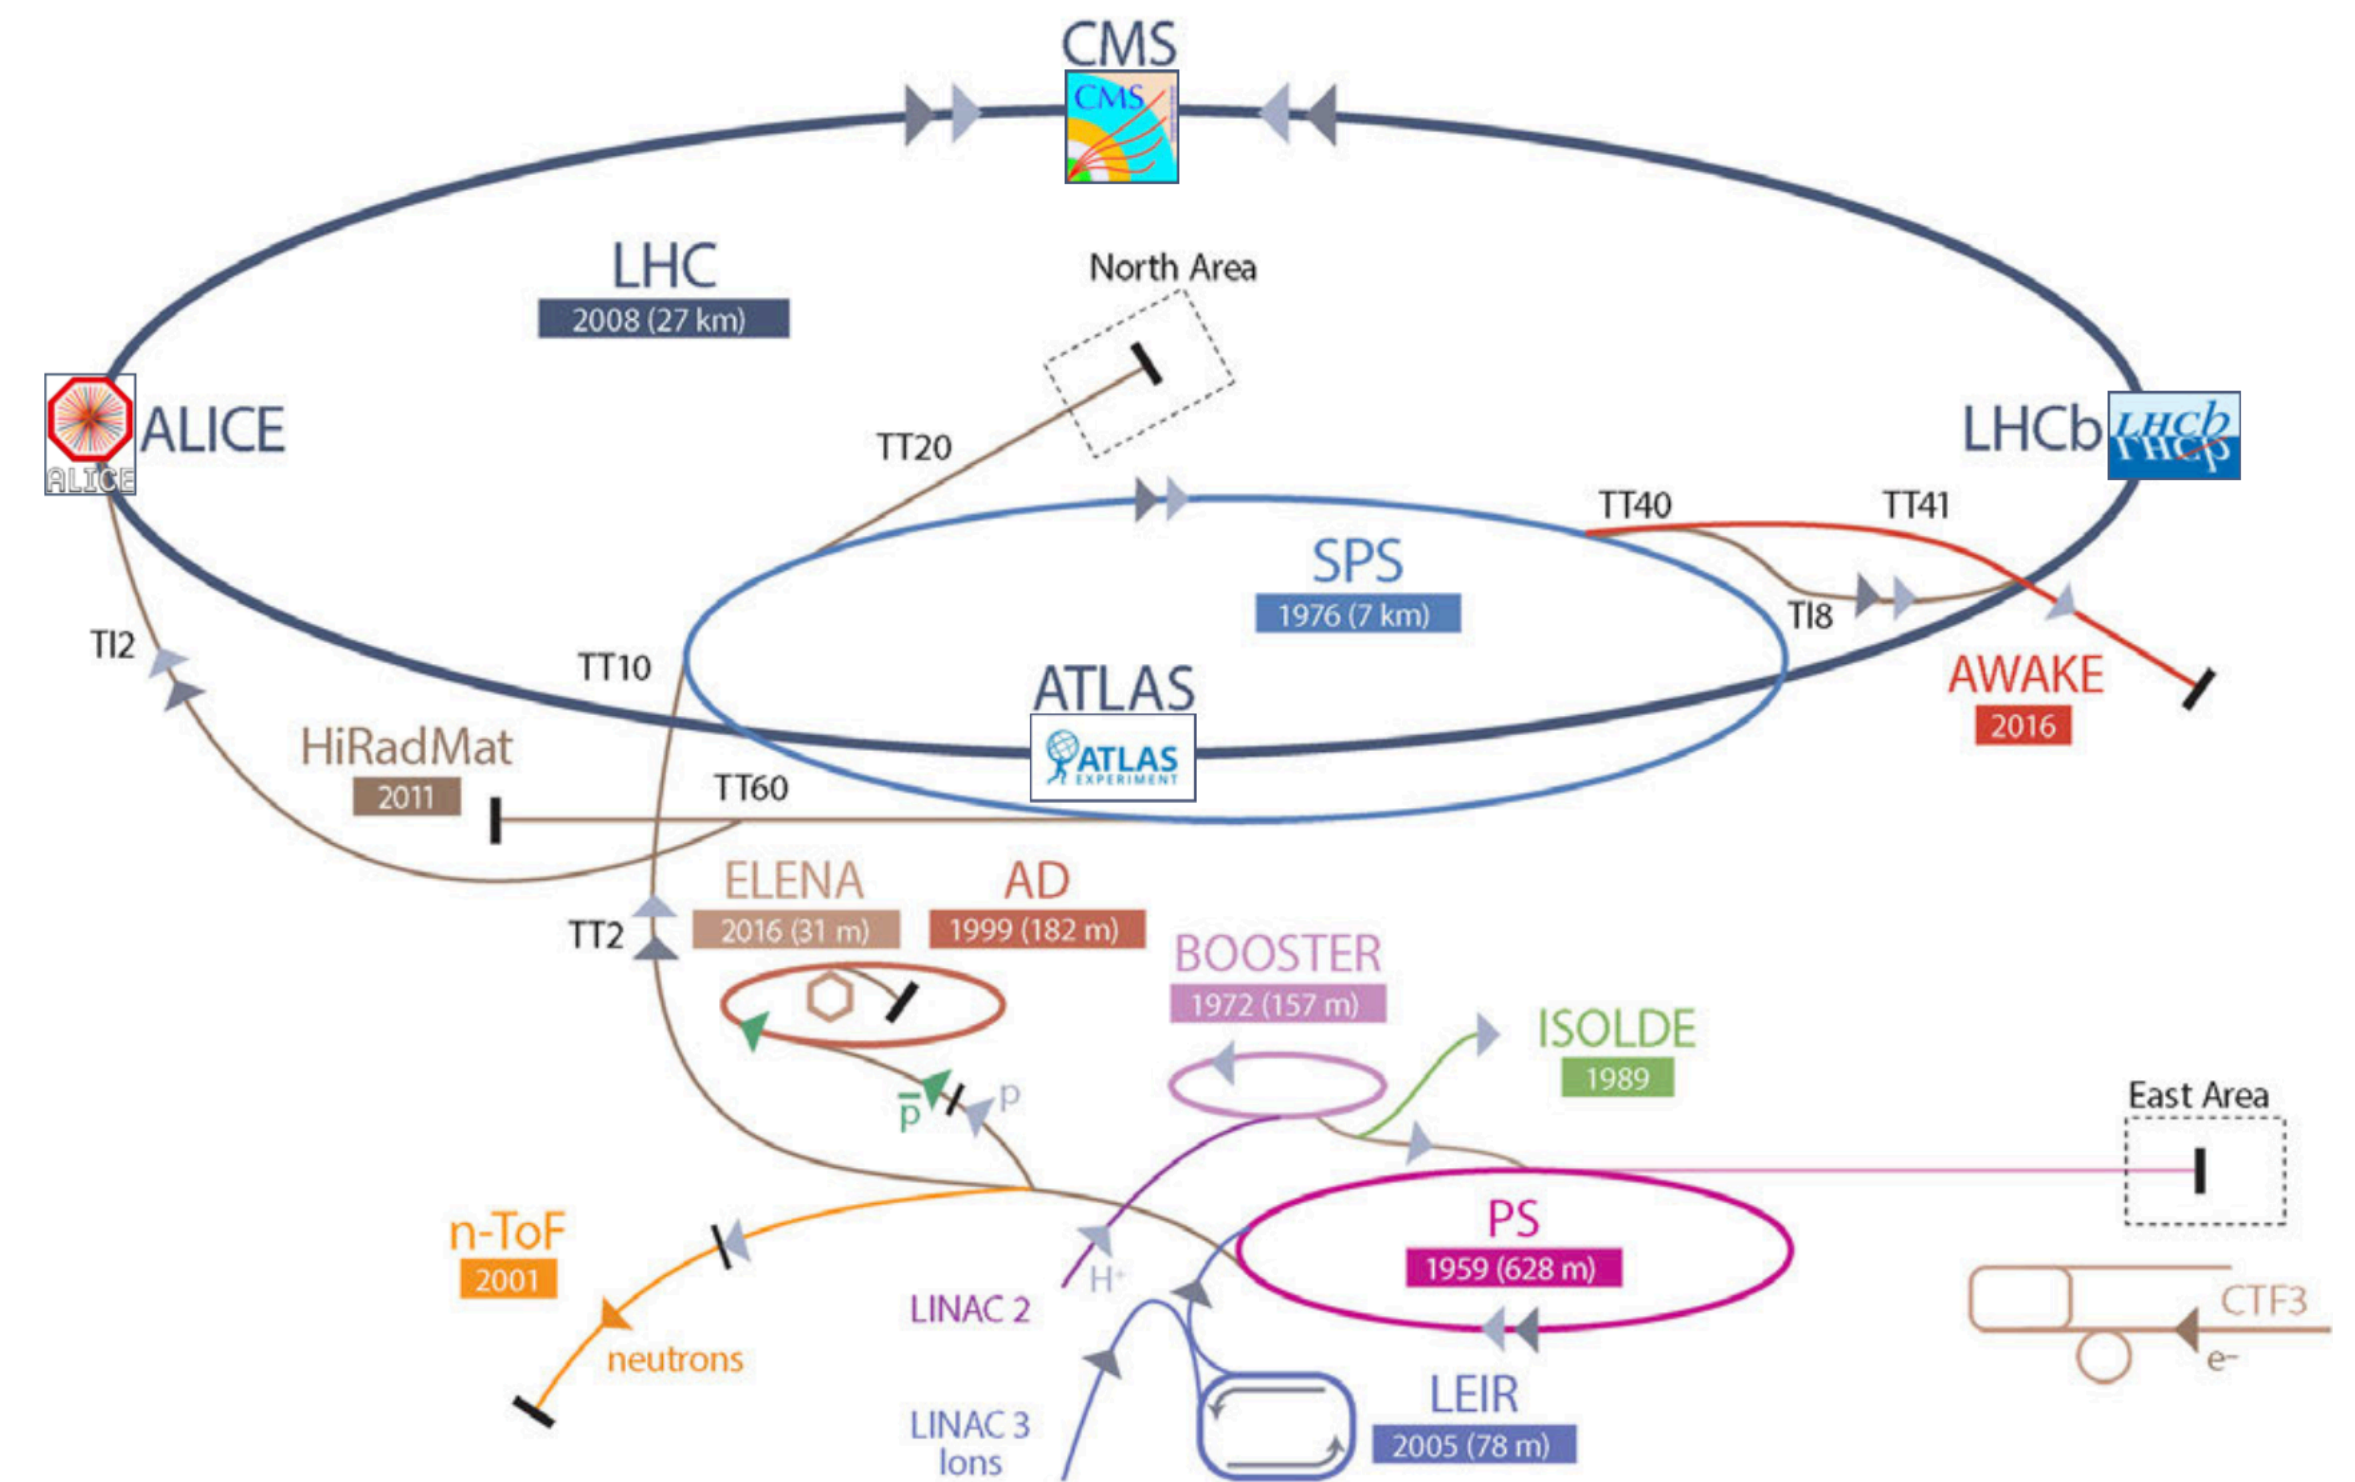 CMS
CMS
LHC
2008 (27 km)
North Area
ALICE
ALICE
TT20
LHCb
LHCb
TT40
TT41
SPS
1976 (7 km)
TI8
TI2
TT10
ATLAS
ATLAS
EXPERIMENT
AWAKE
2016
HiRadMat
2011
TT60
ELENA
2016 (31 m)
AD
1999 (182 m)
TT2
BOOSTER
1972 (157 m)
ISOLDE
1989
p̅
p
East Area
n-ToF
2001
neutrons
H⁺
LINAC 2
PS
1959 (628 m)
CTF3
e⁻
LINAC 3
Ions
LEIR
2005 (78 m)